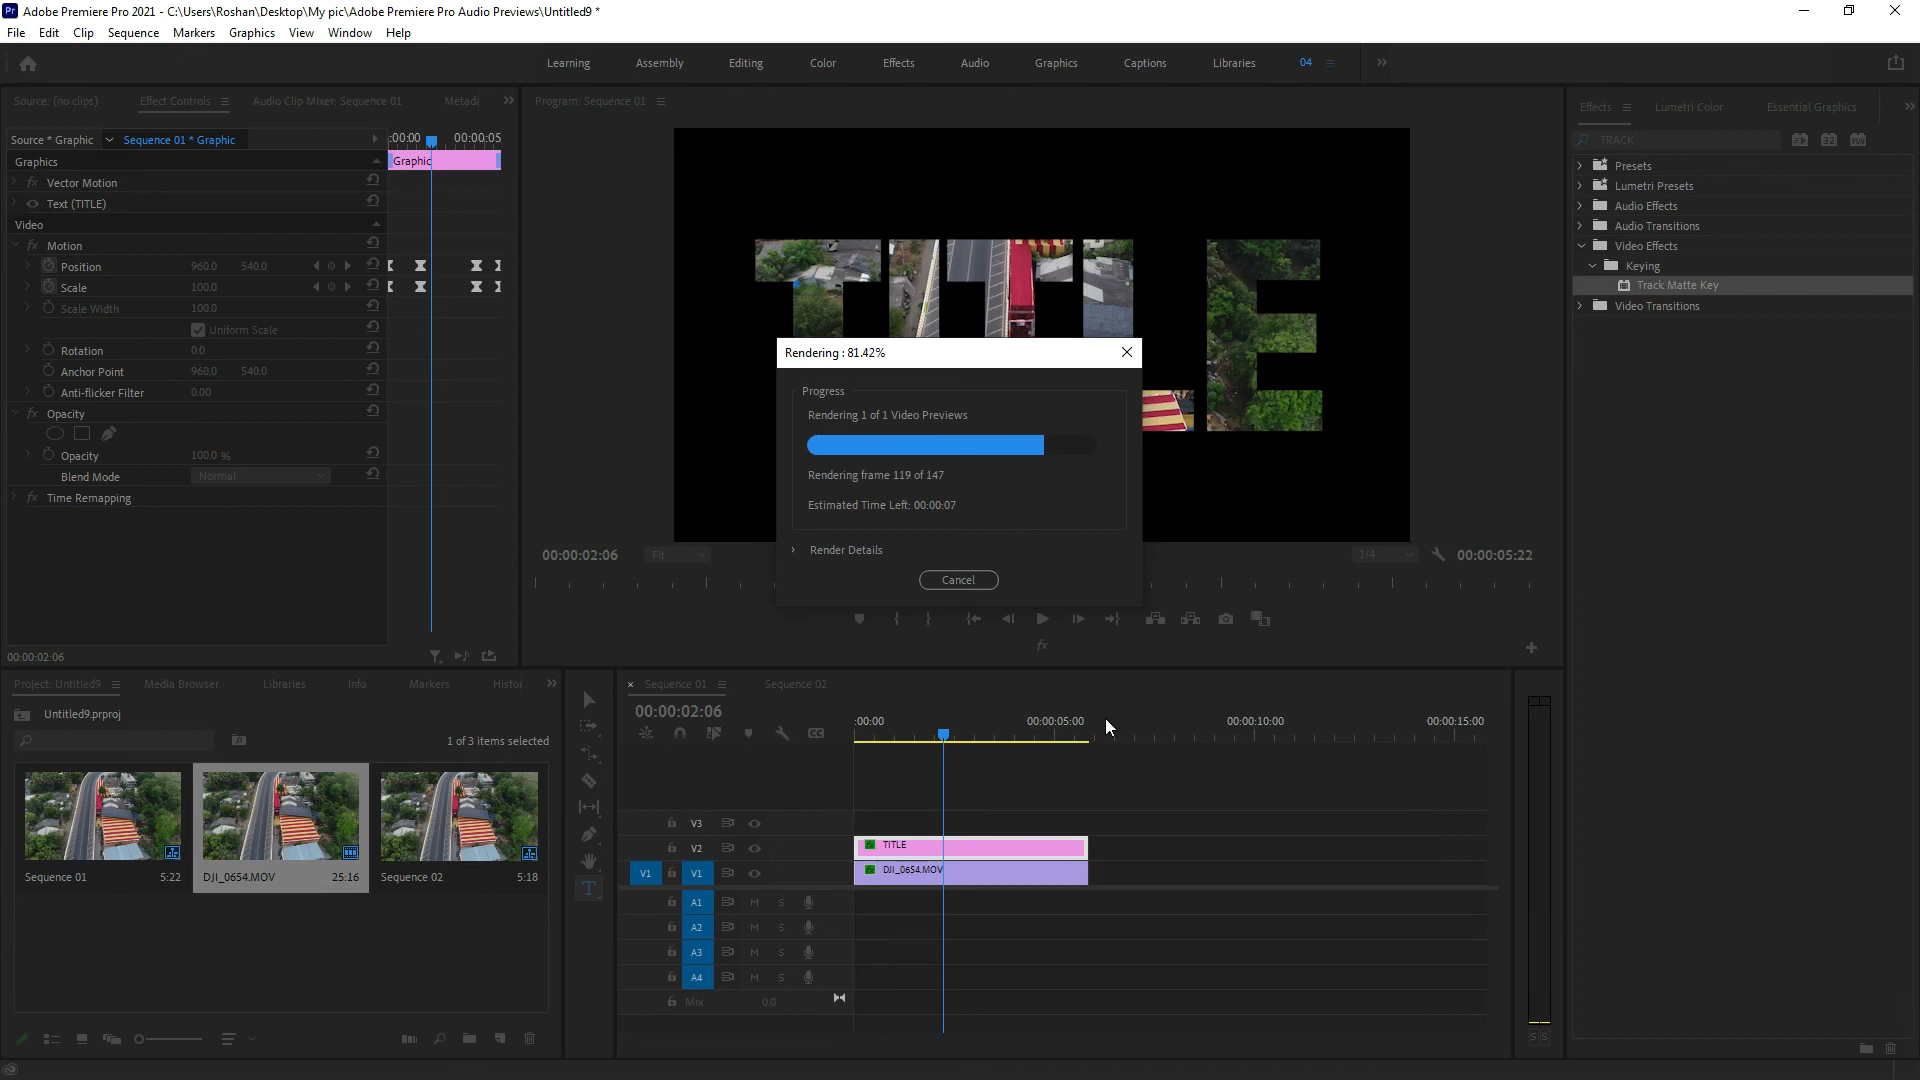 Adobe Premiere Pro 2021 - C:\Users\Roshan\Desktop\My pic\Adobe Premiere Pro Audio Previews\Untitled9 *
File Edit Clip Sequence Markers Graphics View Window Help
Learning Assembly Editing Color Effects Audio Graphics Captions Libraries 04
Source: (no clips) Effect Controls Audio Clip Mixer: Sequence 01
Program: Sequence 01
Effects Lumetri Color Essential Graphics
Source * Graphic Sequence 01 * Graphic
:00:00 00:00:05
Graphic
Graphics
fx Vector Motion
Text (TITLE)
Video
fx Motion
Position 960.0 540.0
Scale 100.0
Scale Width 100.0
Uniform Scale
Rotation 0.0
Anchor Point 960.0 540.0
Anti-flicker Filter 0.00
fx Opacity
Opacity 100.0 %
Blend Mode Normal
fx Time Remapping
00:00:02:06
TITLE
Rendering : 81.42%
Progress
Rendering 1 of 1 Video Previews
Rendering frame 119 of 147
Estimated Time Left: 00:00:07
Render Details
Cancel
00:00:02:06 Fit 1/4 00:00:05:22
fx
TRACK
32
YUV
Presets
Lumetri Presets
Audio Effects
Audio Transitions
Video Effects
Keying
Track Matte Key
Video Transitions
Project: Untitled9 Media Browser Libraries Info Markers
Untitled9.prproj
1 of 3 items selected
Sequence 01 5:22
DJI_0654.MOV 25:16
Sequence 02 5:18
T
× Sequence 01 Sequence 02
00:00:02:06
CC
:00:00 00:00:05:00 00:00:10:00 00:00:15:00
V3
V2 TITLE
V1 V1 DJI_0654.MOV
A1 M S
A2 M S
A3 M S
A4 M S
Mix 0.0
S S